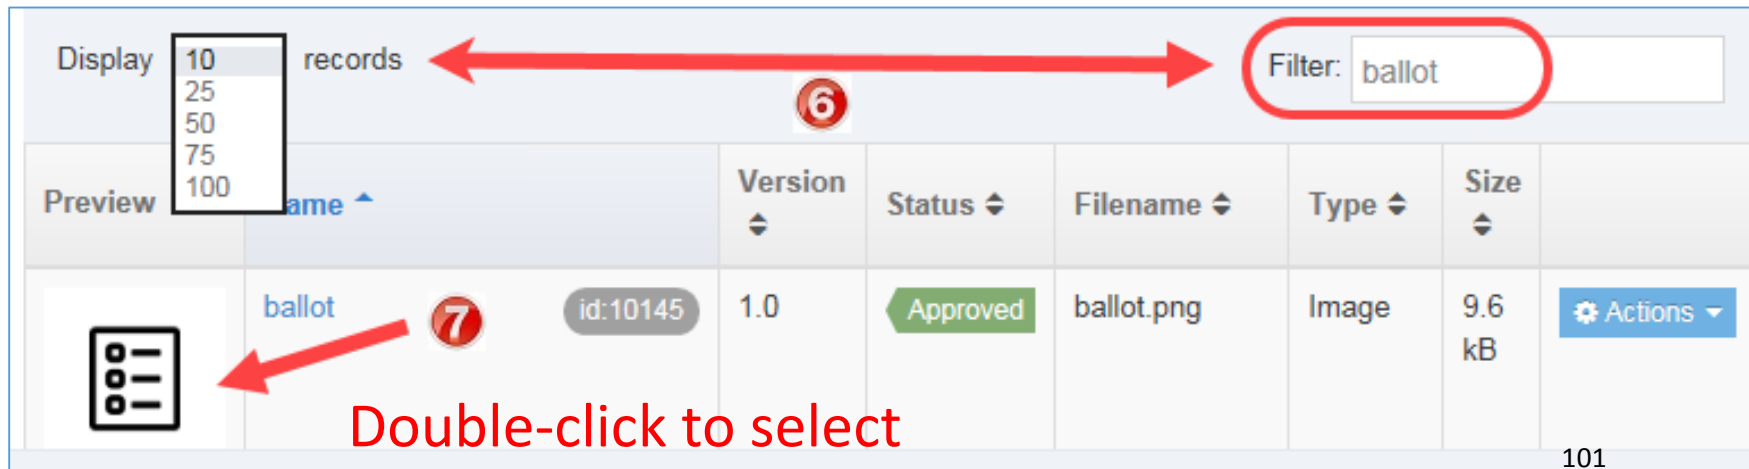 Display 10 records Filter: ballot
25
50
75
100
6
Preview ame Version Status Filename Type Size
ballot 7 id:10145 1.0 Approved ballot.png Image 9.6 kB Actions
Double-click to select
101